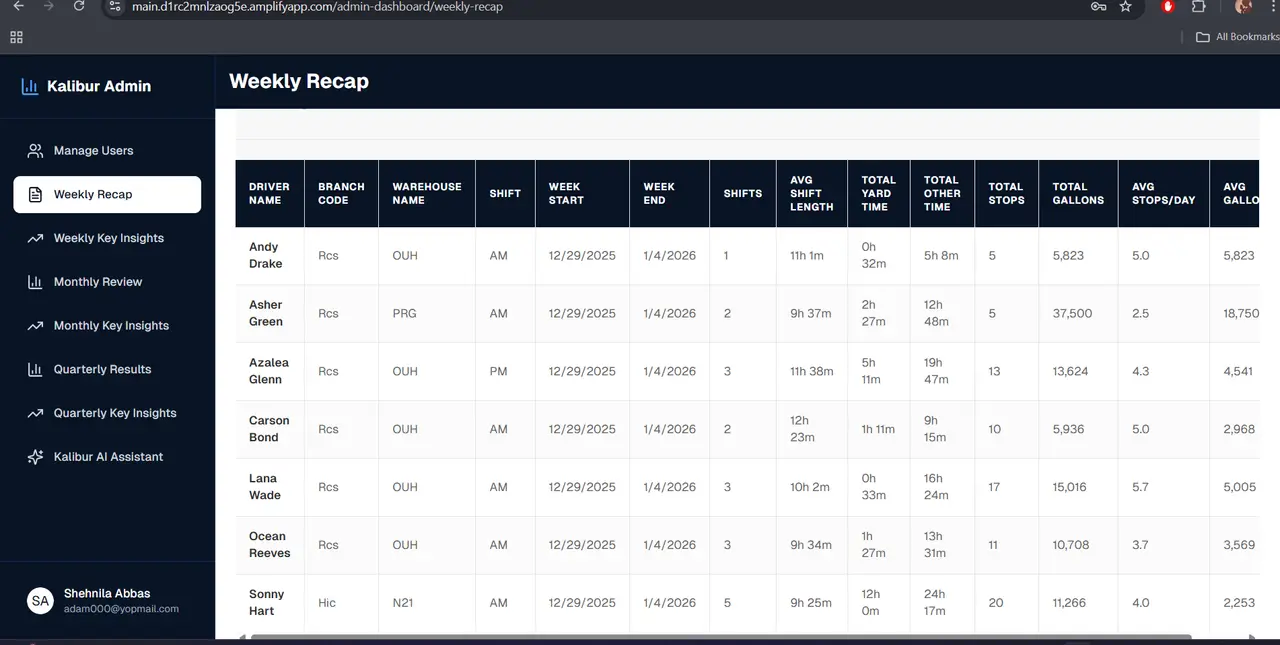 main.d1rc2mnlzaog5e.amplifyapp.com/admin-dashboard/weekly-recap
All Bookmarks
Kalibur Admin
Weekly Recap
Manage Users
Weekly Recap
Weekly Key Insights
Monthly Review
Monthly Key Insights
Quarterly Results
Quarterly Key Insights
Kalibur AI Assistant
SA
Shehnila Abbas
adam000@yopmail.com
DRIVER NAME BRANCH CODE WAREHOUSE NAME SHIFT WEEK START WEEK END SHIFTS AVG SHIFT LENGTH TOTAL YARD TIME TOTAL OTHER TIME TOTAL STOPS TOTAL GALLONS AVG STOPS/DAY AVG GALLO
Andy Drake Rcs OUH AM 12/29/2025 1/4/2026 1 11h 1m 0h 32m 5h 8m 5 5,823 5.0 5,823
Asher Green Rcs PRG AM 12/29/2025 1/4/2026 2 9h 37m 2h 27m 12h 48m 5 37,500 2.5 18,750
Azalea Glenn Rcs OUH PM 12/29/2025 1/4/2026 3 11h 38m 5h 11m 19h 47m 13 13,624 4.3 4,541
Carson Bond Rcs OUH AM 12/29/2025 1/4/2026 2 12h 23m 1h 11m 9h 15m 10 5,936 5.0 2,968
Lana Wade Rcs OUH AM 12/29/2025 1/4/2026 3 10h 2m 0h 33m 16h 24m 17 15,016 5.7 5,005
Ocean Reeves Rcs OUH AM 12/29/2025 1/4/2026 3 9h 34m 1h 27m 13h 31m 11 10,708 3.7 3,569
Sonny Hart Hic N21 AM 12/29/2025 1/4/2026 5 9h 25m 12h 0m 24h 17m 20 11,266 4.0 2,253